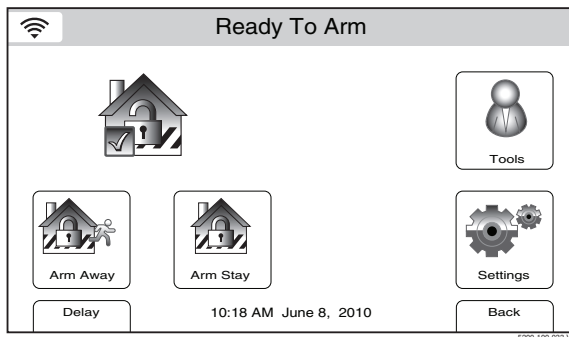 Ready To Arm
Tools
Arm Away
Arm Stay
Settings
Delay
10:18 AM June 8, 2010
Back